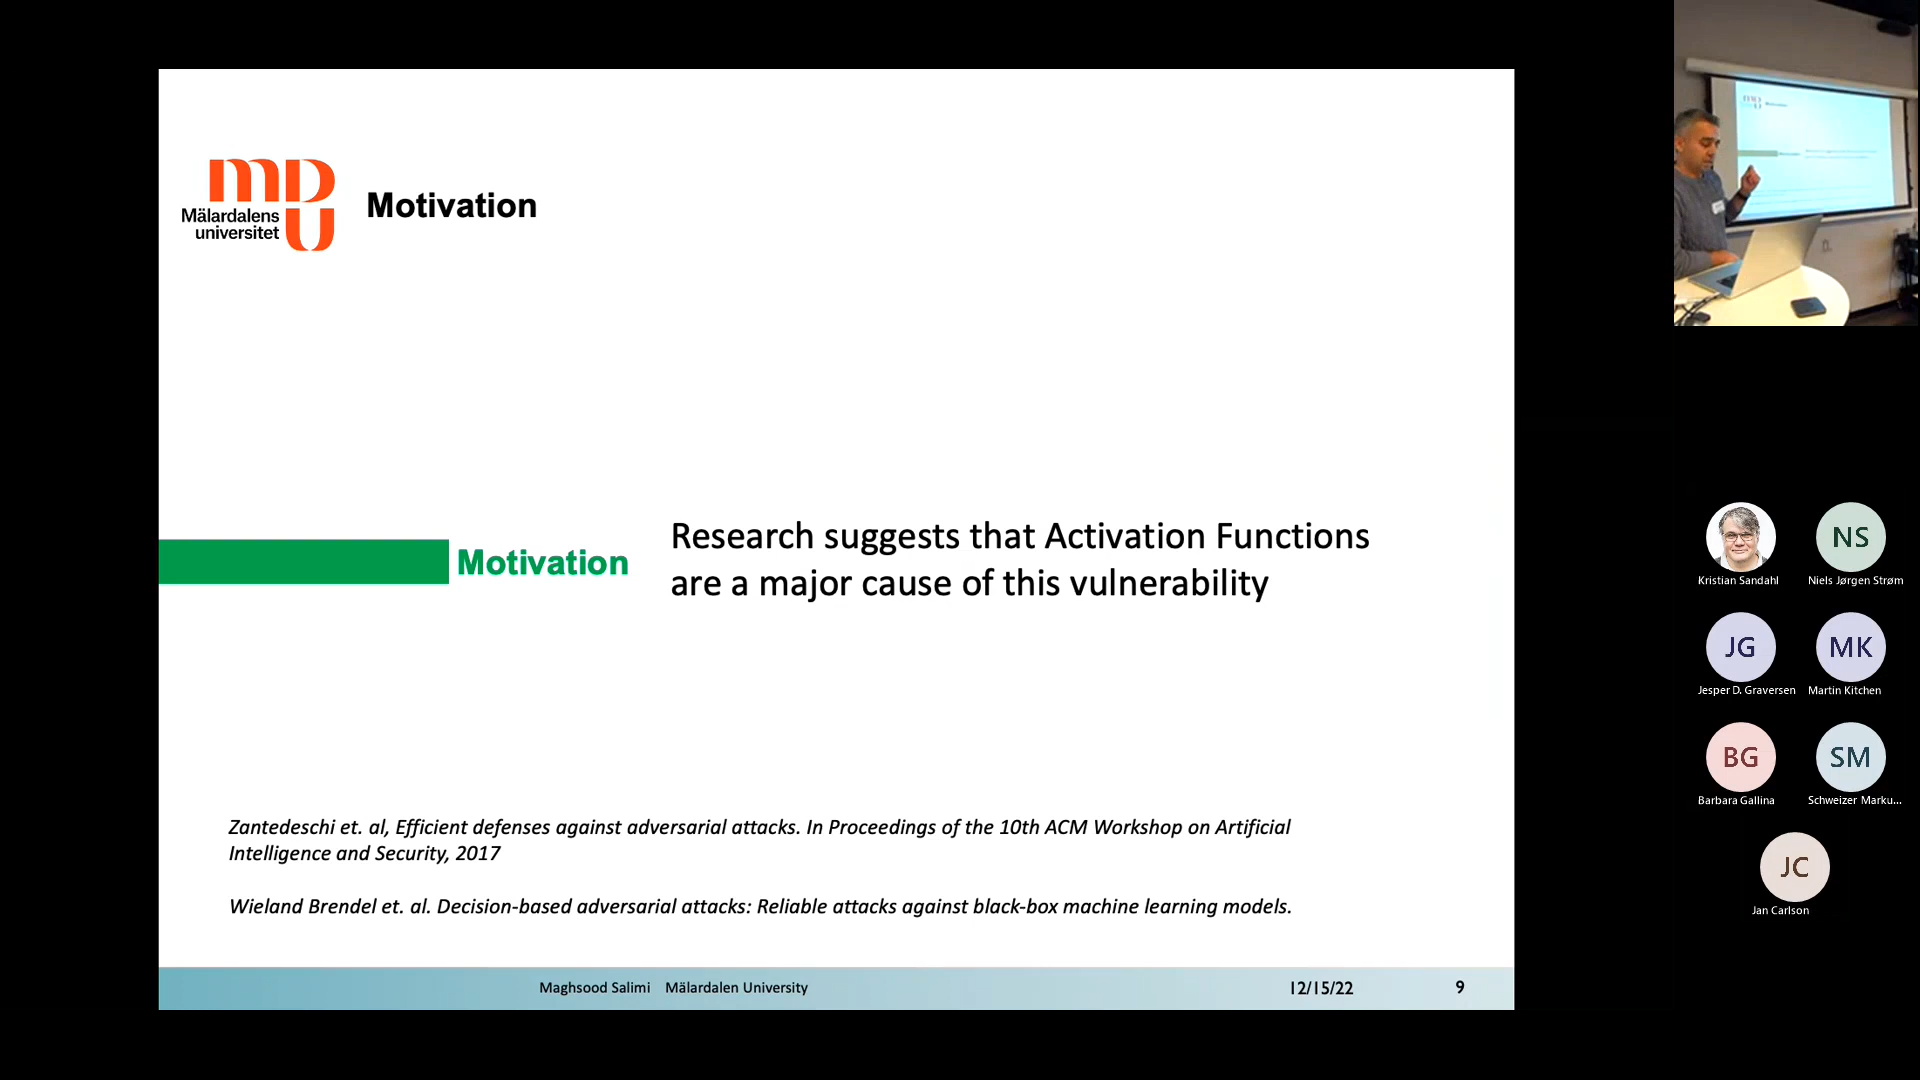 mDU
Mälardalens
universitet
Motivation
Motivation
Research suggests that Activation Functions
are a major cause of this vulnerability
Zantedeschi et. al, Efficient defenses against adversarial attacks. In Proceedings of the 10th ACM Workshop on Artificial
Intelligence and Security, 2017
Wieland Brendel et. al. Decision-based adversarial attacks: Reliable attacks against black-box machine learning models.
Maghsood Salimi Mälardalen University
12/15/22
9
Kristian Sandahl
NS
Niels Jørgen Strøm
JG
Jesper D. Graversen
MK
Martin Kitchen
BG
Barbara Gallina
SM
Schweizer Marku...
JC
Jan Carlson